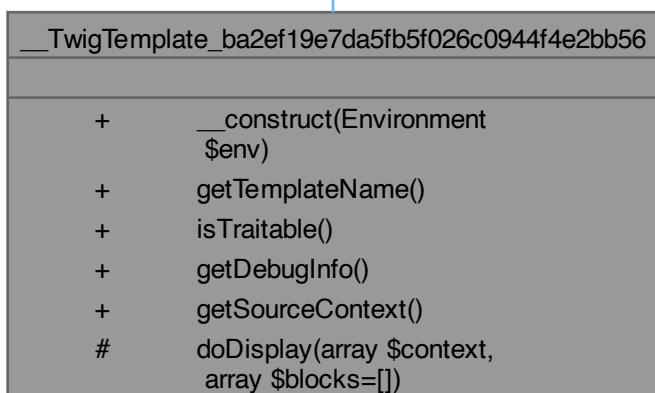 __TwigTemplate_ba2ef19e7da5fb5f026c0944f4e2bb56
+ __construct(Environment
$env)
+ getTemplateName()
+ isTraitable()
+ getDebugInfo()
+ getSourceContext()
# doDisplay(array $context,
array $blocks=[])